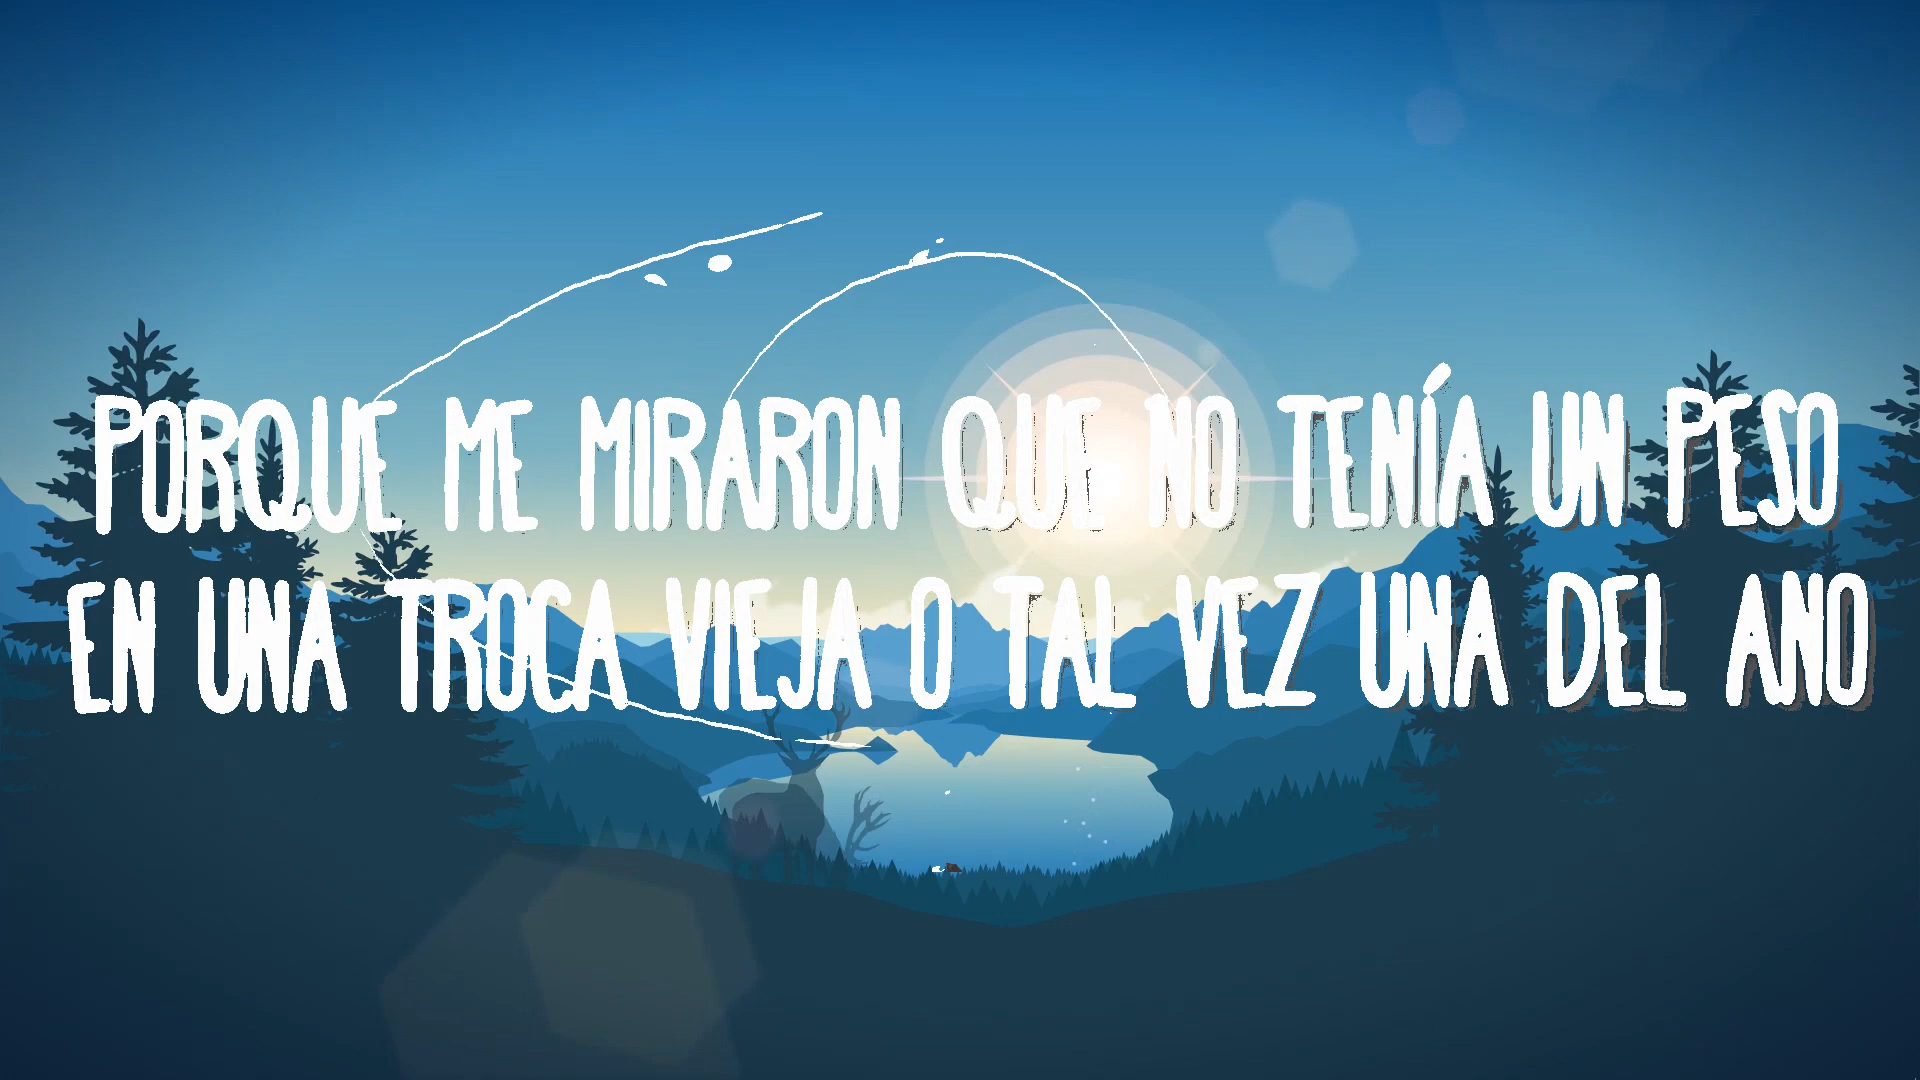 PORQUE ME MIRARON QUE NO TENÍA UN PESO
EN UNA TROCA VIEJA O TAL VEZ UNA DEL ANO